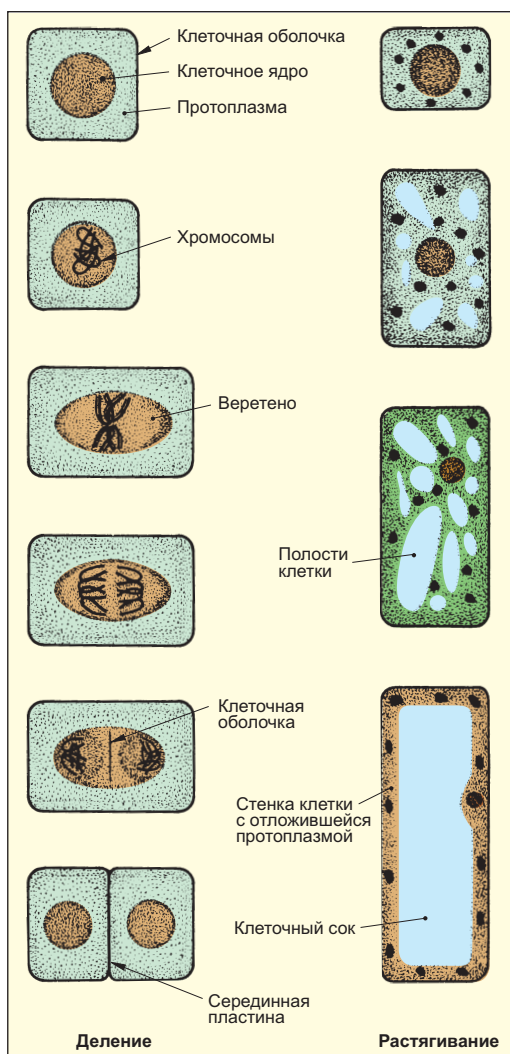 Клеточная оболочка
Клеточное ядро
Протоплазма
Хромосомы
Веретено
Полости
клетки
Клеточная
оболочка
Стенка клетки
с отложившейся
протоплазмой
Клеточный сок
Серединная
пластина
Деление
Растягивание